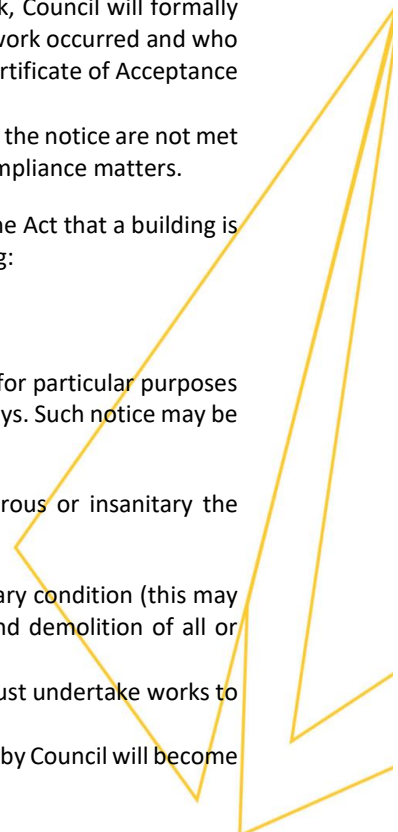 k, Council will formally
work occurred and who
rtificate of Acceptance
the notice are not met
mpliance matters.
he Act that a building is
g:
for particular purposes
ys. Such notice may be
rous or insanitary the
ary condition (this may
nd demolition of all or
ust undertake works to
by Council will become